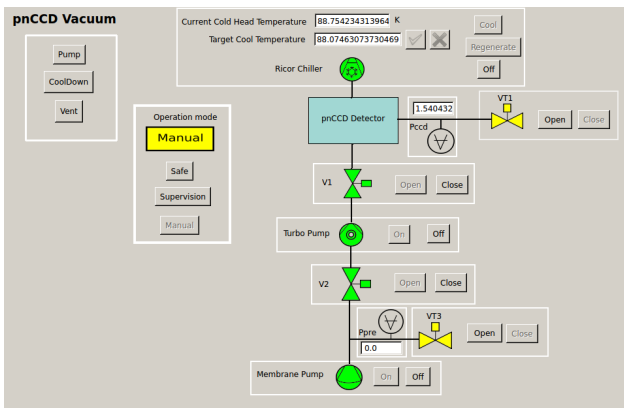 pnCCD Vacuum
Pump
CoolDown
Vent
Operation mode
Manual
Safe
Supervision
Manual
Current Cold Head Temperature 88.754234313964 K
Target Cool Temperature 88.07463073730469
Cool
Regenerate
Ricor Chiller
Off
pnCCD Detector
1.540432
Pccd
VT1
Open Close
V1
Open Close
Turbo Pump
On Off
V2
Open Close
Ppre
0.0
VT3
Open Close
Membrane Pump
On Off